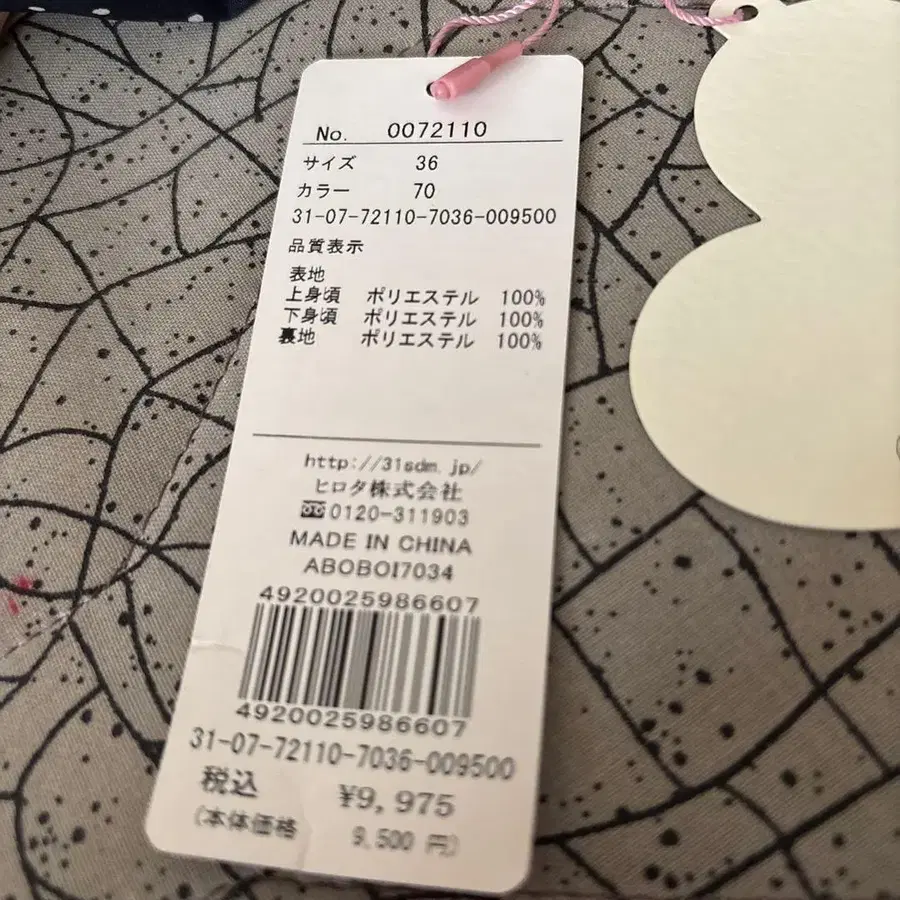 No. 0072110
サイズ 36
カラー 70
31-07-72110-7036-009500
品質表示
表地
上身頃 ポリエステル 100%
下身頃 ポリエステル 100%
裏地 ポリエステル 100%
http://31sdm.jp/
ヒロタ株式会社
0120-311903
MADE IN CHINA
ABOBOI7034
4920025986607
4920025986607
31-07-72110-7036-009500
税込 ¥9,975
(本体価格 9,500 円)